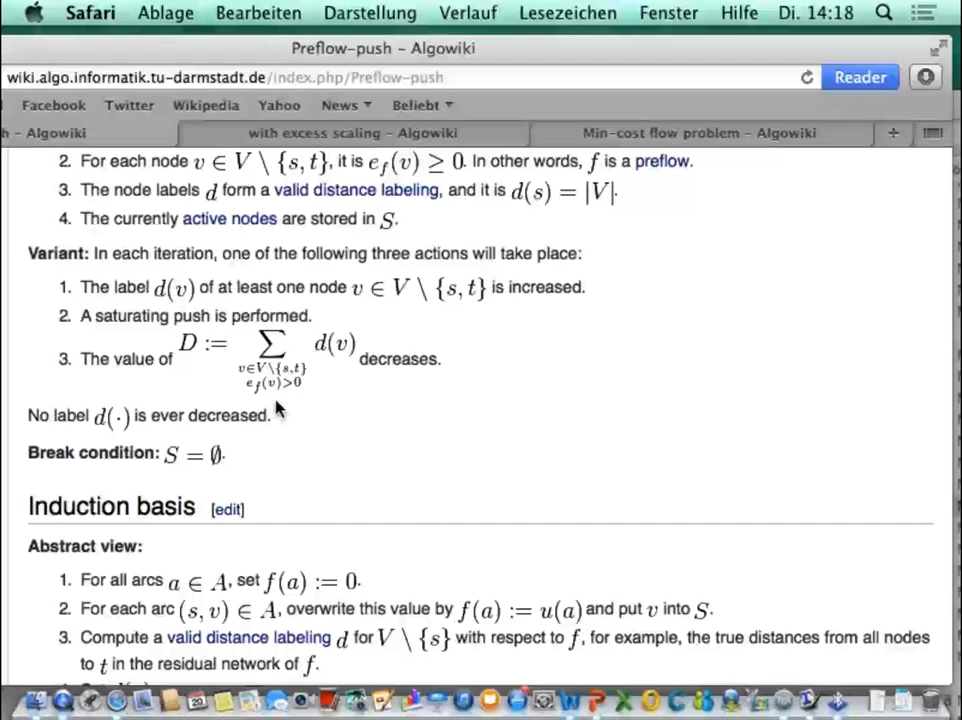 Safari Ablage Bearbeiten Darstellung Verlauf Lesezeichen Fenster Hilfe Di. 14:18
Preflow-push – Algowiki
wiki.algo.informatik.tu-darmstadt.de/index.php/Preflow-push Reader
Facebook Twitter Wikipedia Yahoo News ▾ Beliebt ▾
h – Algowiki with excess scaling – Algowiki Min-cost flow problem – Algowiki +
2. For each node v ∈ V \ {s, t}, it is e_f(v) ≥ 0. In other words, f is a preflow.
3. The node labels d form a valid distance labeling, and it is d(s) = |V|.
4. The currently active nodes are stored in S.
Variant: In each iteration, one of the following three actions will take place:
1. The label d(v) of at least one node v ∈ V \ {s, t} is increased.
2. A saturating push is performed.
3. The value of D := ∑_{v∈V\{s,t} e_f(v)>0} d(v) decreases.
No label d(·) is ever decreased.
Break condition: S = ∅.
Induction basis [edit]
Abstract view:
1. For all arcs a ∈ A, set f(a) := 0.
2. For each arc (s, v) ∈ A, overwrite this value by f(a) := u(a) and put v into S.
3. Compute a valid distance labeling d for V \ {s} with respect to f, for example, the true distances from all nodes
to t in the residual network of f.